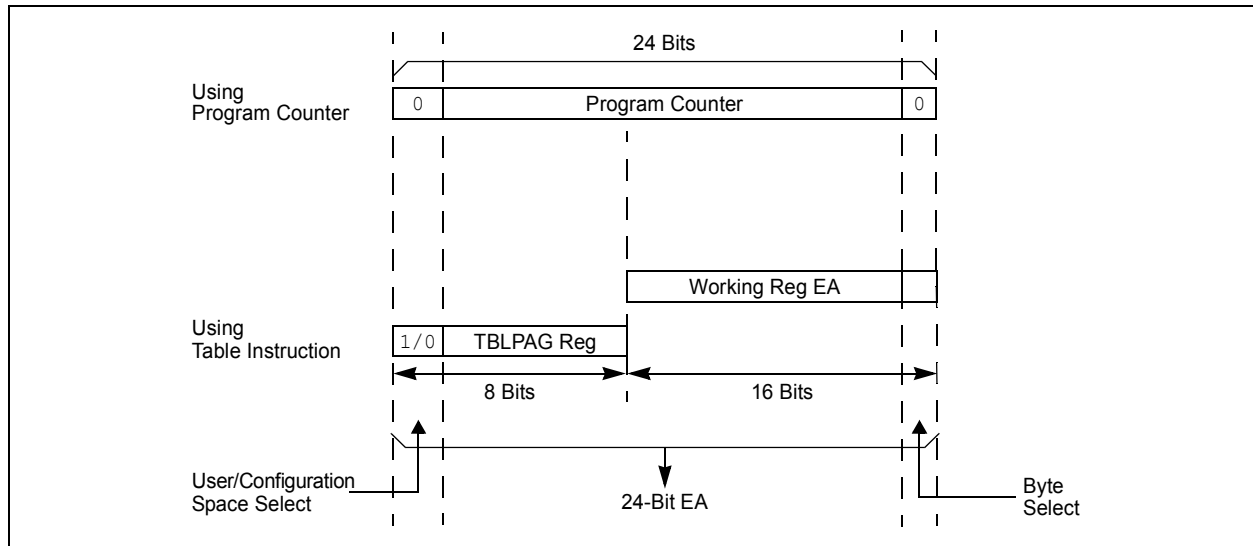 24 Bits
Using
Program Counter
0
Program Counter
0
Working Reg EA
Using
Table Instruction
1/0
TBLPAG Reg
8 Bits
16 Bits
User/Configuration
Space Select
24-Bit EA
Byte
Select